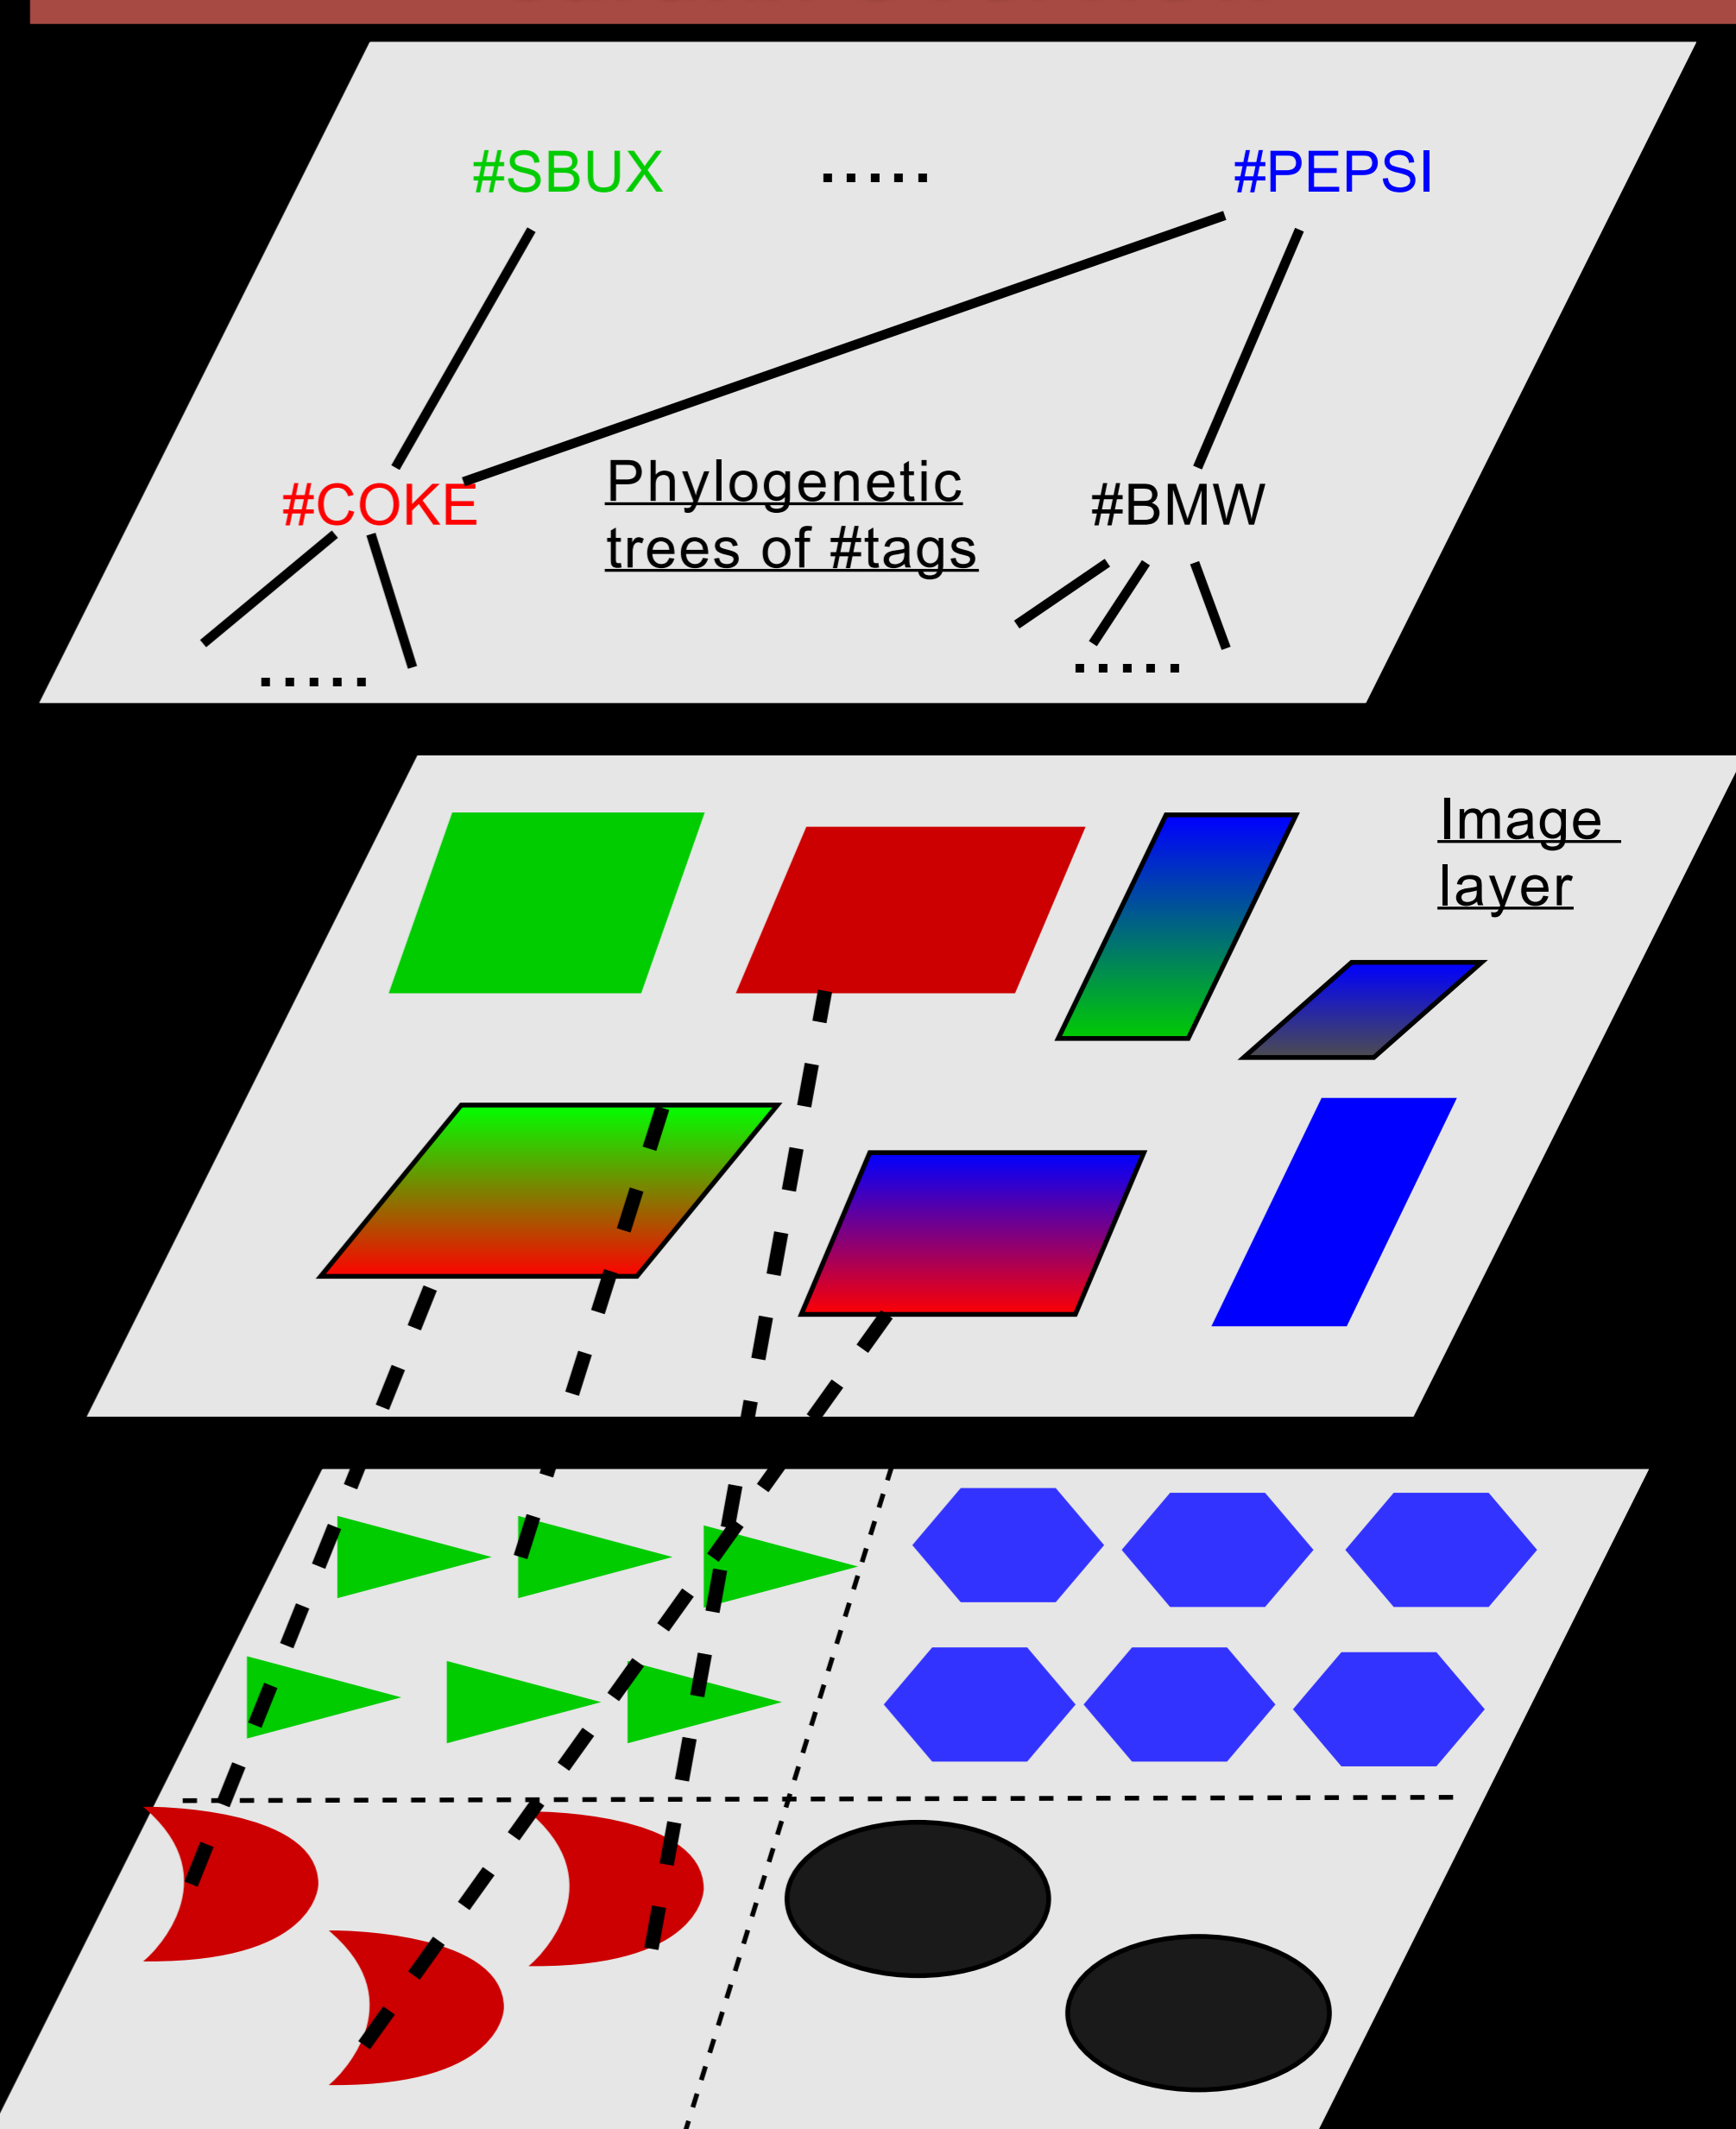 #SBUX ..... #PEPSI
#COKE
Phylogenetic
trees of #tags
#BMW
..... .....
Image
layer